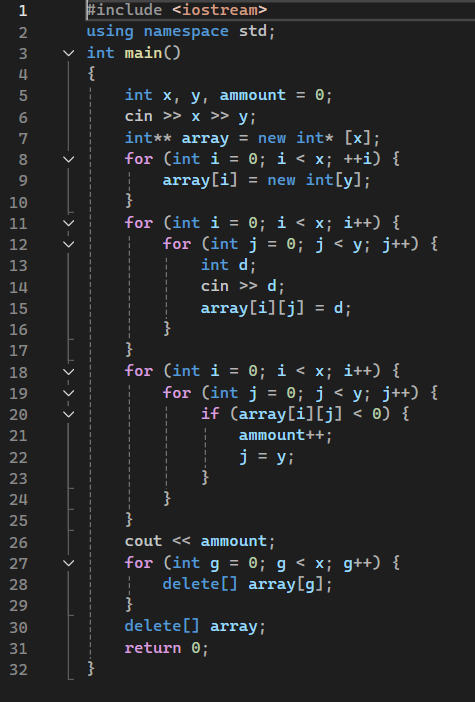 1 #include <iostream>
2 using namespace std;
3 int main()
4 {
5 int x, y, ammount = 0;
6 cin >> x >> y;
7 int** array = new int* [x];
8 for (int i = 0; i < x; ++i) {
9 array[i] = new int[y];
10 }
11 for (int i = 0; i < x; i++) {
12 for (int j = 0; j < y; j++) {
13 int d;
14 cin >> d;
15 array[i][j] = d;
16 }
17 }
18 for (int i = 0; i < x; i++) {
19 for (int j = 0; j < y; j++) {
20 if (array[i][j] < 0) {
21 ammount++;
22 j = y;
23 }
24 }
25 }
26 cout << ammount;
27 for (int g = 0; g < x; g++) {
28 delete[] array[g];
29 }
30 delete[] array;
31 return 0;
32 }